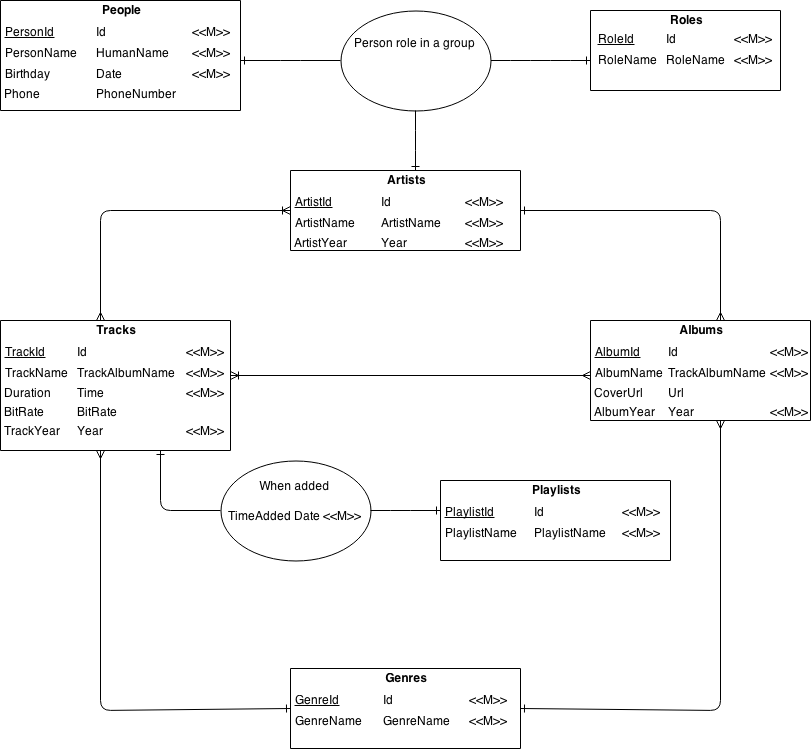 People
PersonId Id <<M>>
PersonName HumanName <<M>>
Birthday Date <<M>>
Phone PhoneNumber
Person role in a group
Roles
RoleId Id <<M>>
RoleName RoleName <<M>>
Artists
ArtistId Id <<M>>
ArtistName ArtistName <<M>>
ArtistYear Year <<M>>
Tracks
TrackId Id <<M>>
TrackName TrackAlbumName <<M>>
Duration Time <<M>>
BitRate BitRate
TrackYear Year <<M>>
Albums
AlbumId Id <<M>>
AlbumName TrackAlbumName <<M>>
CoverUrl Url
AlbumYear Year <<M>>
When added
TimeAdded Date <<M>>
Playlists
PlaylistId Id <<M>>
PlaylistName PlaylistName <<M>>
Genres
GenreId Id <<M>>
GenreName GenreName <<M>>